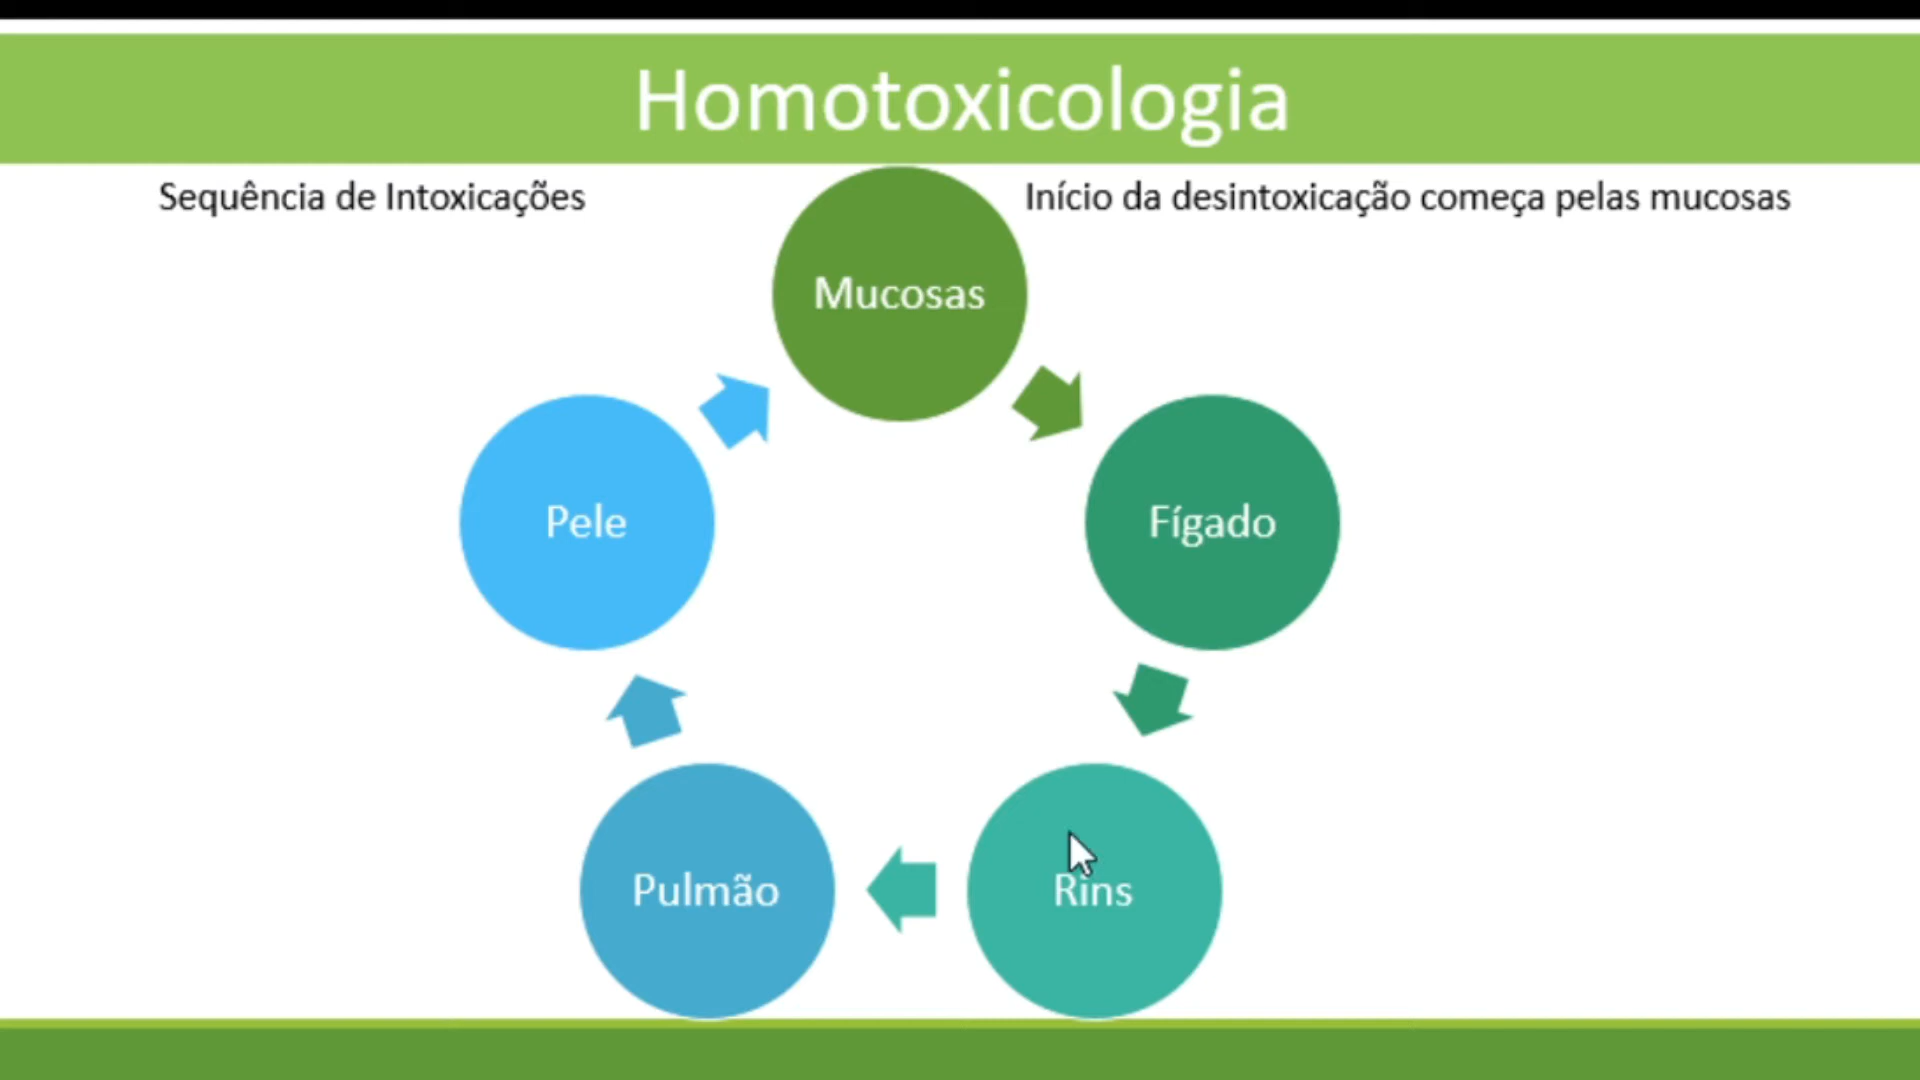 Homotoxicologia
Sequência de Intoxicações
Início da desintoxicação começa pelas mucosas
Mucosas
Fígado
Rins
Pulmão
Pele